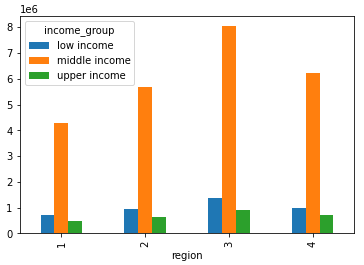 1e6
income_group
low income
middle income
upper income
8
7
6
5
4
3
2
1
0
1 2 3 4
region